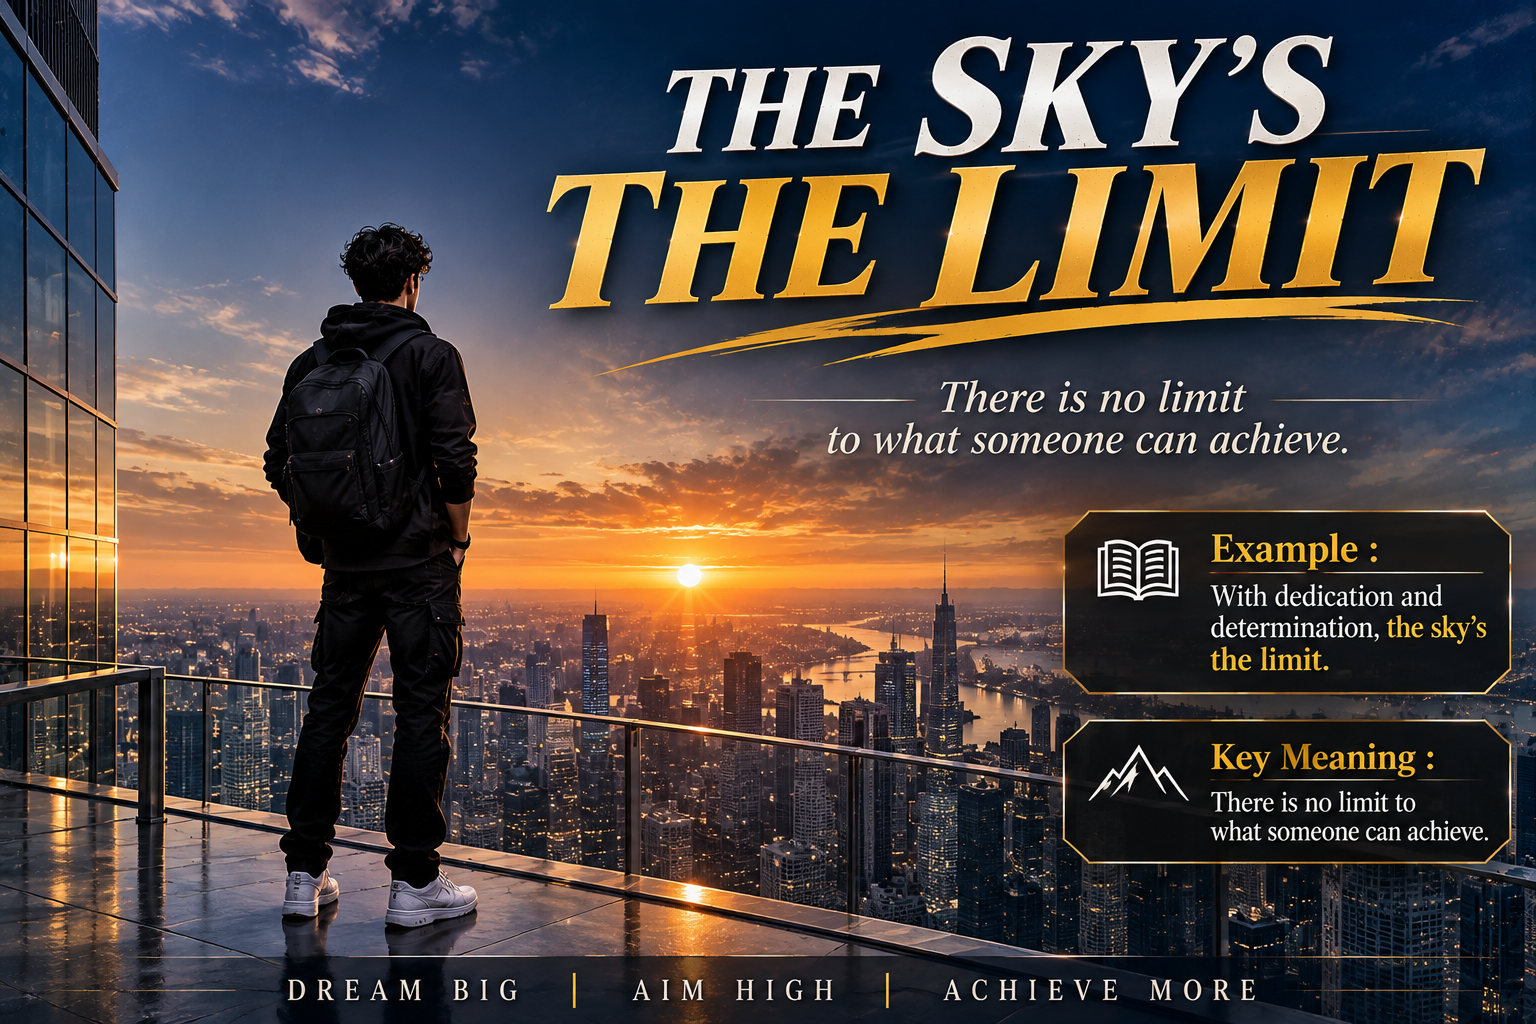 THE SKY'S
THE LIMIT
There is no limit
to what someone can achieve.
Example :
With dedication and
determination, the sky's
the limit.
Key Meaning :
There is no limit to
what someone can achieve.
DREAM BIG | AIM HIGH | ACHIEVE MORE